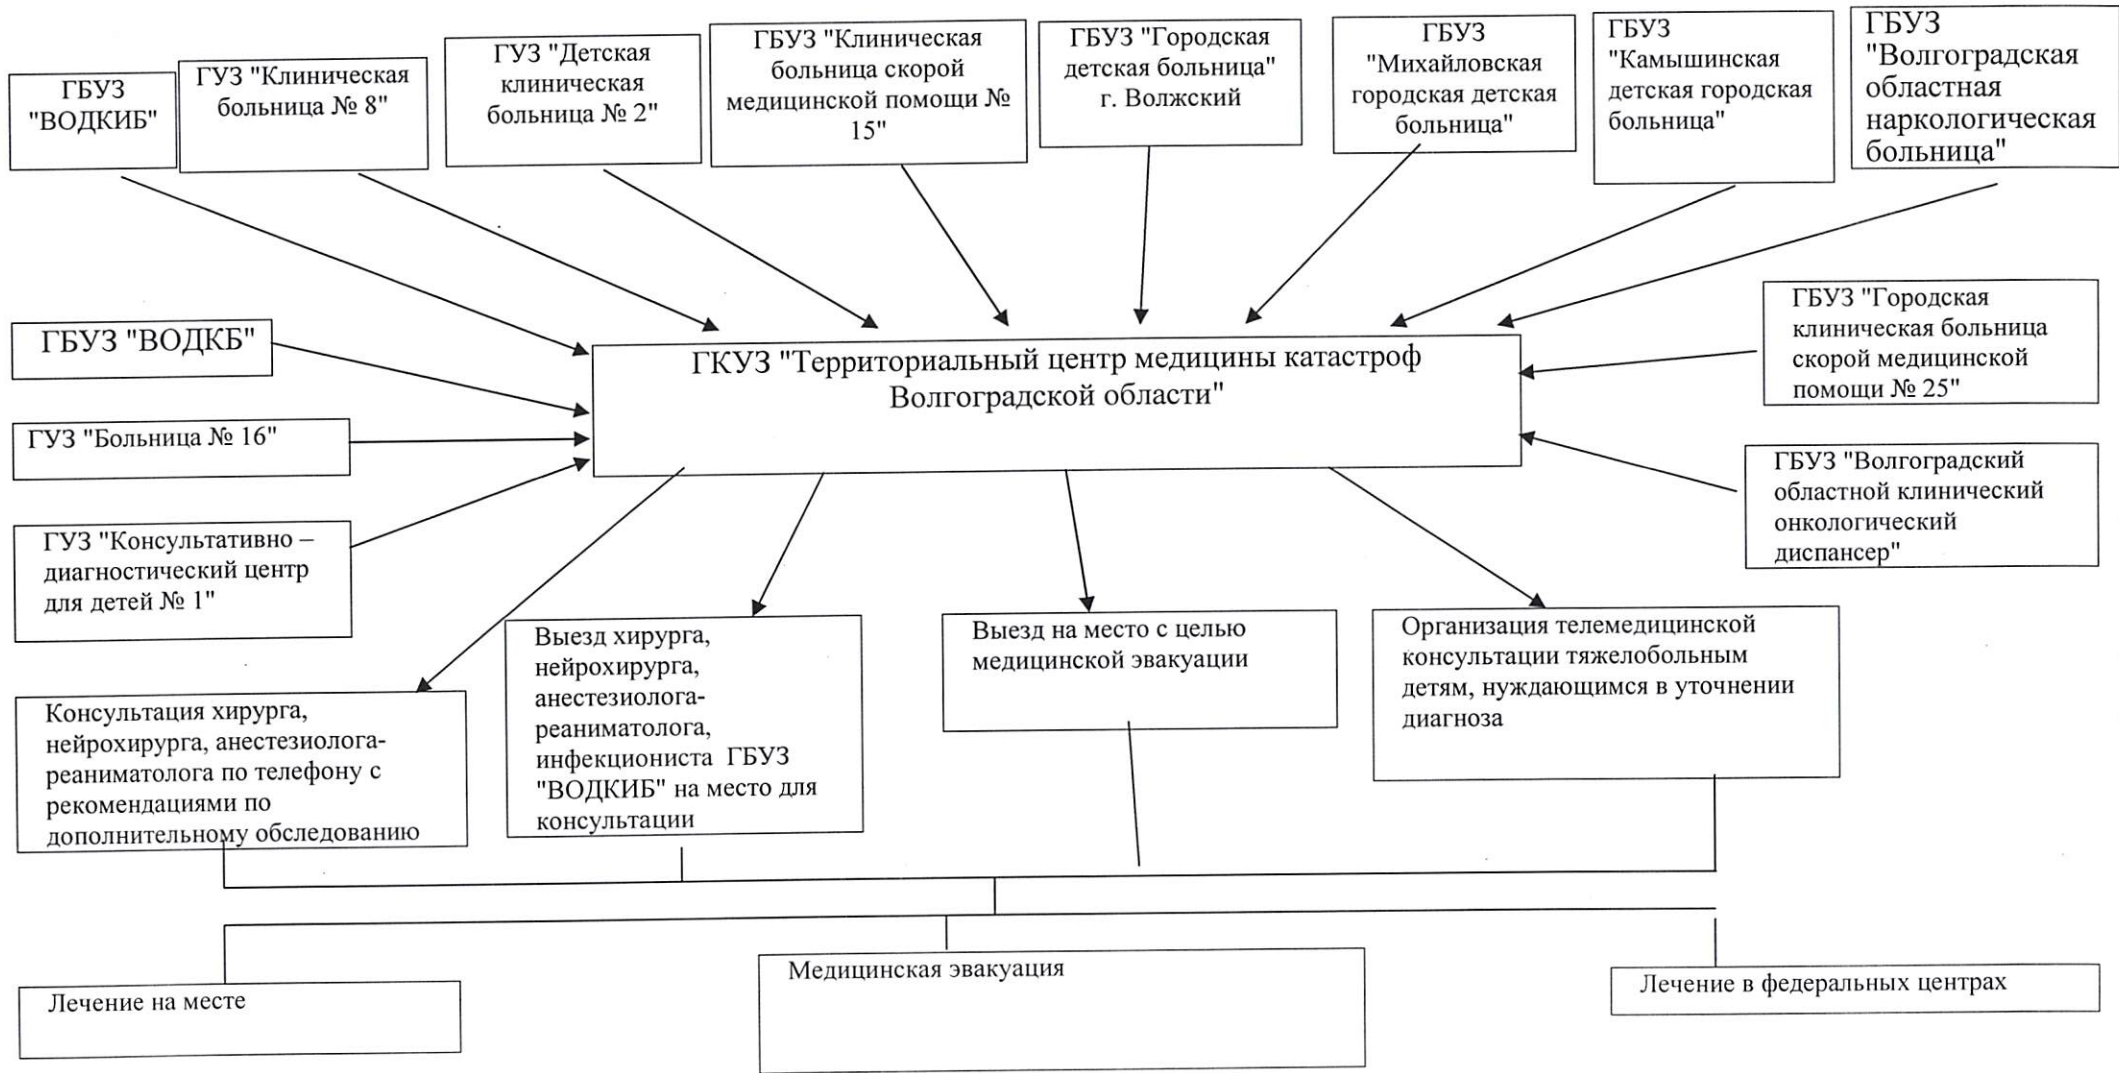 ГБУЗ
"ВОДКИБ"
ГУЗ "Клиническая
больница № 8"
ГУЗ "Детская
клиническая
больница № 2"
ГБУЗ "Клиническая
больница скорой
медицинской помощи №
15"
ГБУЗ "Городская
детская больница"
г. Волжский
ГБУЗ
"Михайловская
городская детская
больница"
ГБУЗ
"Камышинская
детская городская
больница"
ГБУЗ
"Волгоградская
областная
наркологическая
больница"
ГБУЗ "ВОДКБ"
ГУЗ "Больница № 16"
ГУЗ "Консультативно –
диагностический центр
для детей № 1"
ГКУЗ "Территориальный центр медицины катастроф
Волгоградской области"
ГБУЗ "Городская
клиническая больница
скорой медицинской
помощи № 25"
ГБУЗ "Волгоградский
областной клинический
онкологический
диспансер"
Консультация хирурга,
нейрохирурга, анестезиолога-
реаниматолога по телефону с
рекомендациями по
дополнительному обследованию
Выезд хирурга,
нейрохирурга,
анестезиолога-
реаниматолога,
инфекциониста ГБУЗ
"ВОДКИБ" на место для
консультации
Выезд на место с целью
медицинской эвакуации
Организация телемедицинской
консультации тяжелобольным
детям, нуждающимся в уточнении
диагноза
Лечение на месте
Медицинская эвакуация
Лечение в федеральных центрах